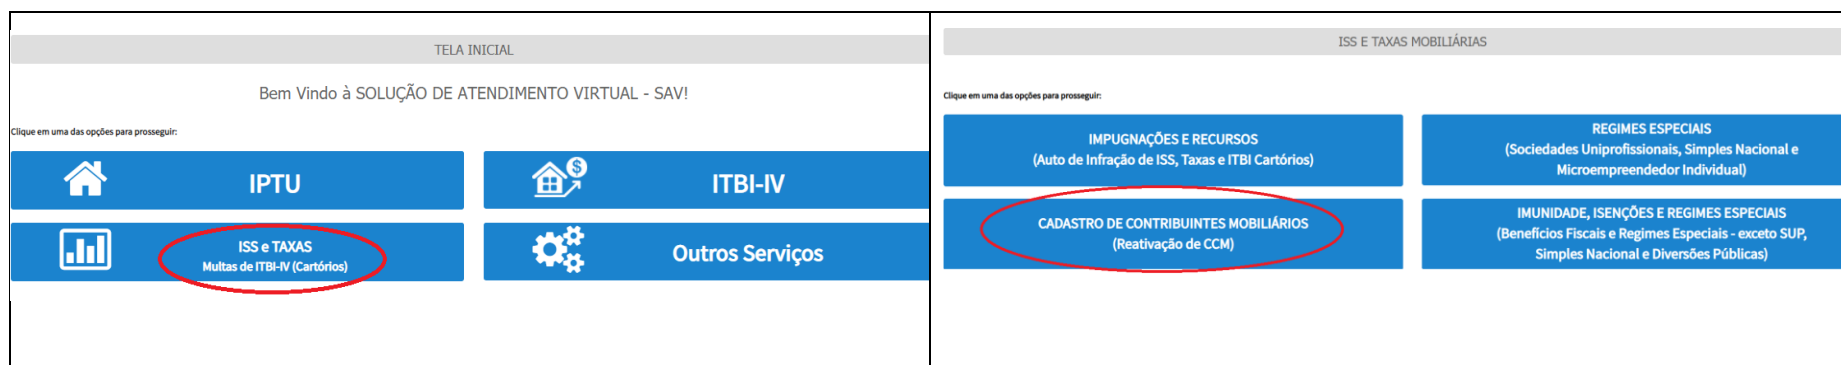 TELA INICIAL
Bem Vindo à SOLUÇÃO DE ATENDIMENTO VIRTUAL - SAV!
Clique em uma das opções para prosseguir:
IPTU
ITBI-IV
ISS e TAXAS
Multas de ITBI-IV (Cartórios)
Outros Serviços
ISS E TAXAS MOBILIÁRIAS
Clique em uma das opções para prosseguir:
IMPUGNAÇÕES E RECURSOS
(Auto de Infração de ISS, Taxas e ITBI Cartórios)
REGIMES ESPECIAIS
(Sociedades Uniprofissionais, Simples Nacional e
Microempreendedor Individual)
CADASTRO DE CONTRIBUINTES MOBILIÁRIOS
(Reativação de CCM)
IMUNIDADE, ISENÇÕES E REGIMES ESPECIAIS
(Benefícios Fiscais e Regimes Especiais - exceto SUP,
Simples Nacional e Diversões Públicas)